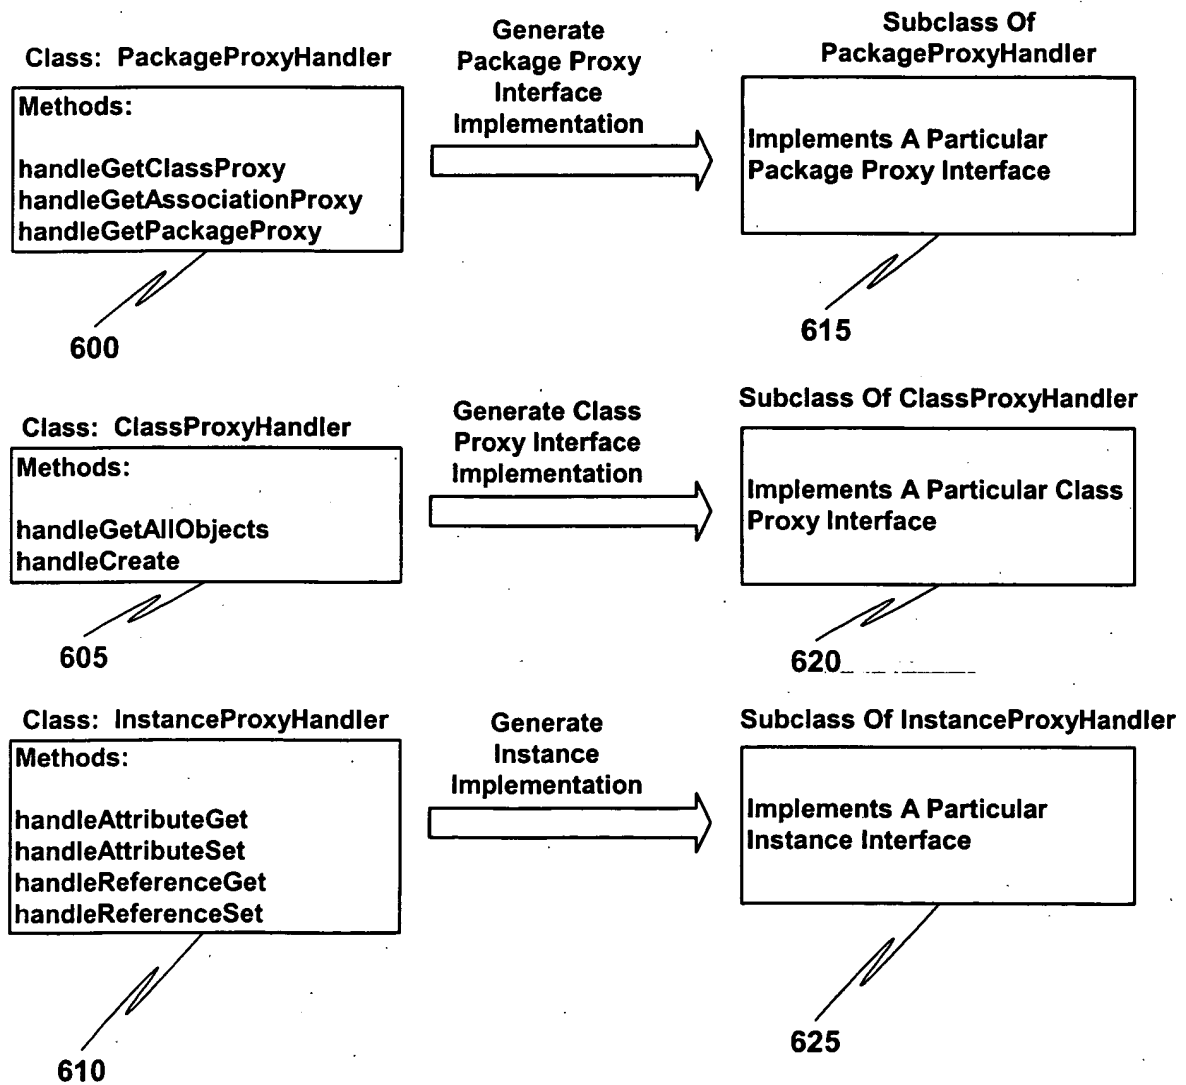 Class: PackageProxyHandler
Methods:
handleGetClassProxy
handleGetAssociationProxy
handleGetPackageProxy
600
Generate
Package Proxy
Interface
Implementation
Subclass Of
PackageProxyHandler
Implements A Particular
Package Proxy Interface
615
Class: ClassProxyHandler
Methods:
handleGetAllObjects
handleCreate
605
Generate Class
Proxy Interface
Implementation
Subclass Of ClassProxyHandler
Implements A Particular Class
Proxy Interface
620
Class: InstanceProxyHandler
Methods:
handleAttributeGet
handleAttributeSet
handleReferenceGet
handleReferenceSet
610
Generate
Instance
Implementation
Subclass Of InstanceProxyHandler
Implements A Particular
Instance Interface
625